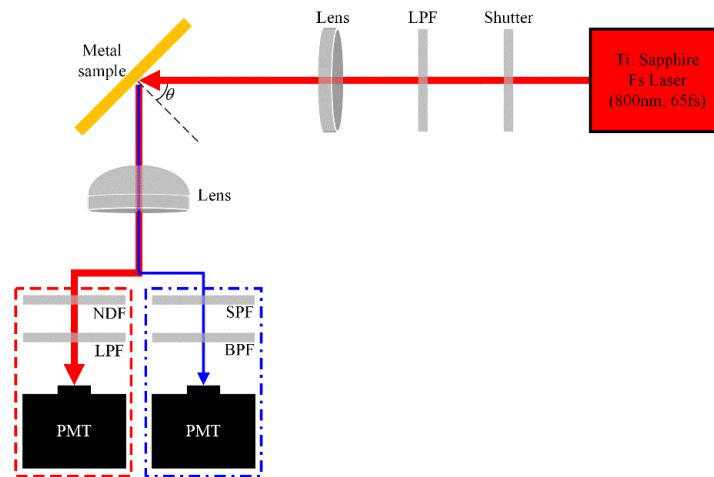 Lens
LPF
Shutter
Metal
sample
θ
Ti: Sapphire
Fs Laser
(800nm, 65fs)
Lens
NDF
LPF
PMT
SPF
BPF
PMT